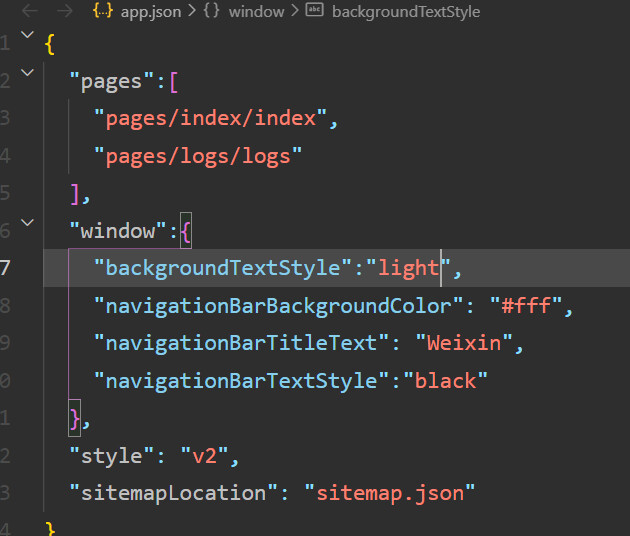 {..} app.json > {} window > abc backgroundTextStyle
1 {
2 "pages":[
3 "pages/index/index",
4 "pages/logs/logs"
5 ],
6 "window":{
7 "backgroundTextStyle":"light",
8 "navigationBarBackgroundColor": "#fff",
9 "navigationBarTitleText": "Weixin",
0 "navigationBarTextStyle":"black"
1 },
2 "style": "v2",
3 "sitemapLocation": "sitemap.json"
4 }